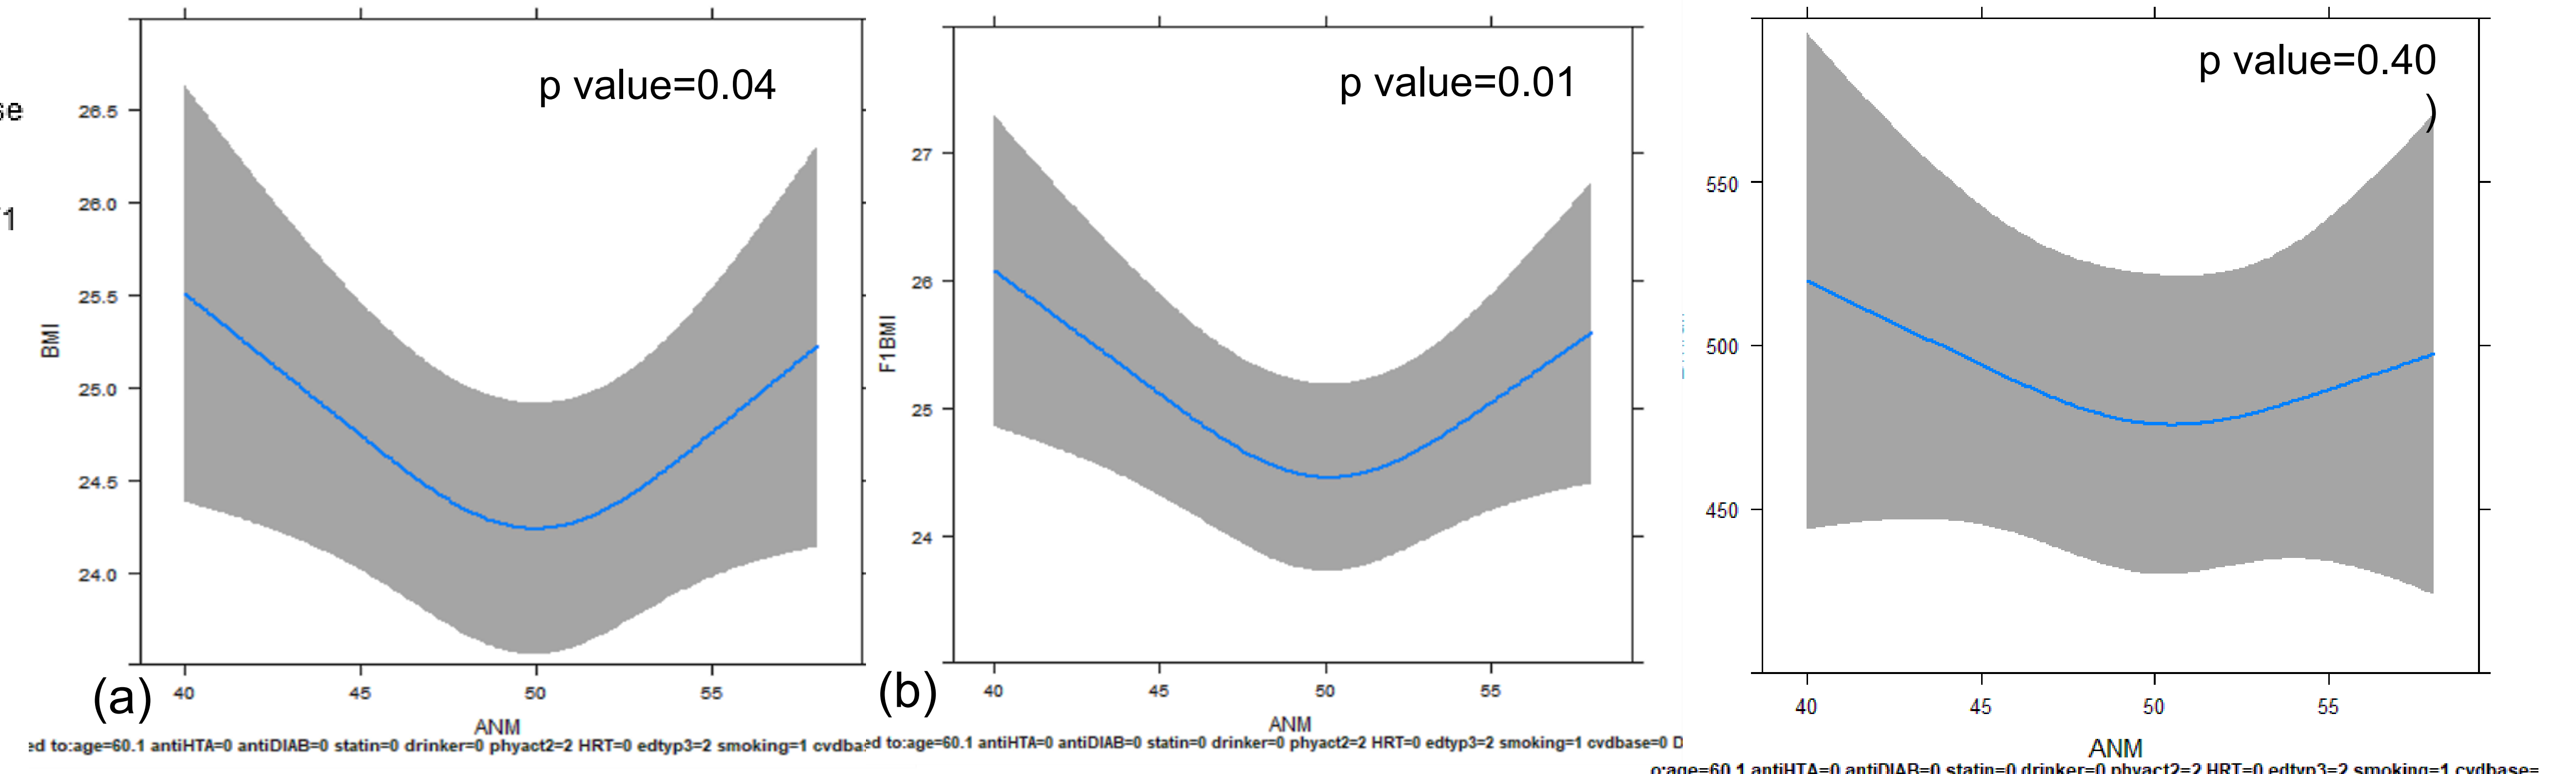 se
1
p value=0.04
26.5
26.0
25.5
25.0
24.5
24.0
BMI
40 45 50 55
(a)
ANM
ed to:age=60.1 antiHTA=0 antiDIAB=0 statin=0 drinker=0 phyact2=2 HRT=0 edtyp3=2 smoking=1 cvdba
p value=0.01
27
26
25
24
F1BMI
40 45 50 55
(b)
ANM
ed to:age=60.1 antiHTA=0 antiDIAB=0 statin=0 drinker=0 phyact2=2 HRT=0 edtyp3=2 smoking=1 cvdbase=0 D
p value=0.40
)
550
500
450
40 45 50 55
ANM
o:age=60.1 antiHTA=0 antiDIAB=0 statin=0 drinker=0 phyact2=2 HRT=0 edtyp3=2 smoking=1 cvdbase=